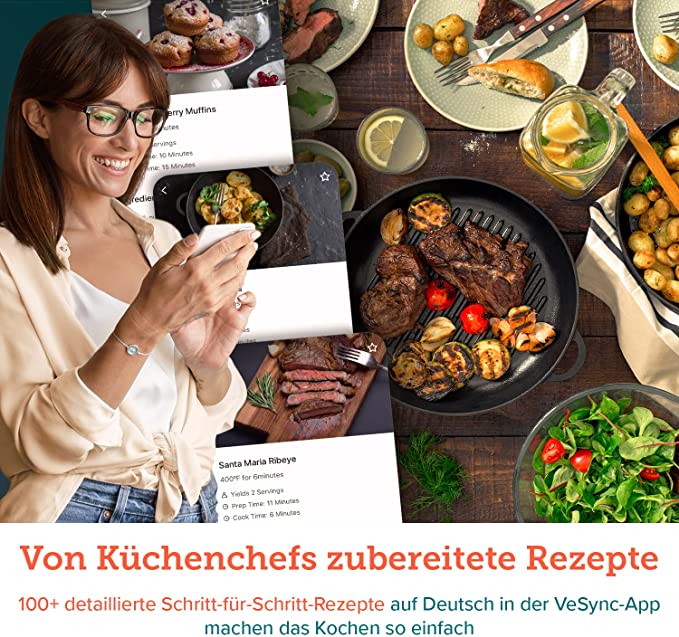 erry Muffins
Servings
Time: 10 Minutes
Time: 15 Minutes
Santa Maria Ribeye
400°F for 6minutes
Yields 2 Servings
Prep Time: 11 Minutes
Cook Time: 6 Minutes
Von Küchenchefs zubereitete Rezepte
100+ detaillierte Schritt-für-Schritt-Rezepte auf Deutsch in der VeSync-App
machen das Kochen so einfach